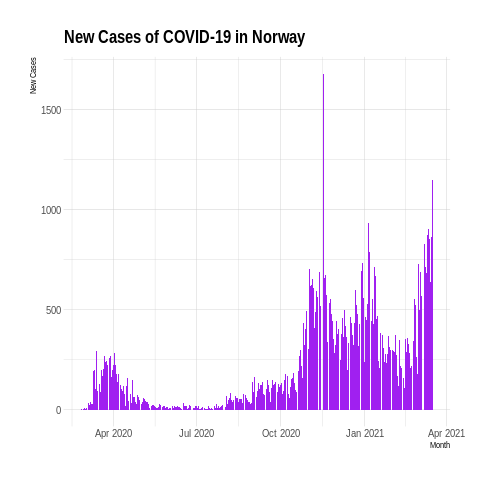 New Cases of COVID-19 in Norway
New Cases
1500
1000
500
0
Apr 2020 Jul 2020 Oct 2020 Jan 2021 Apr 2021
Month